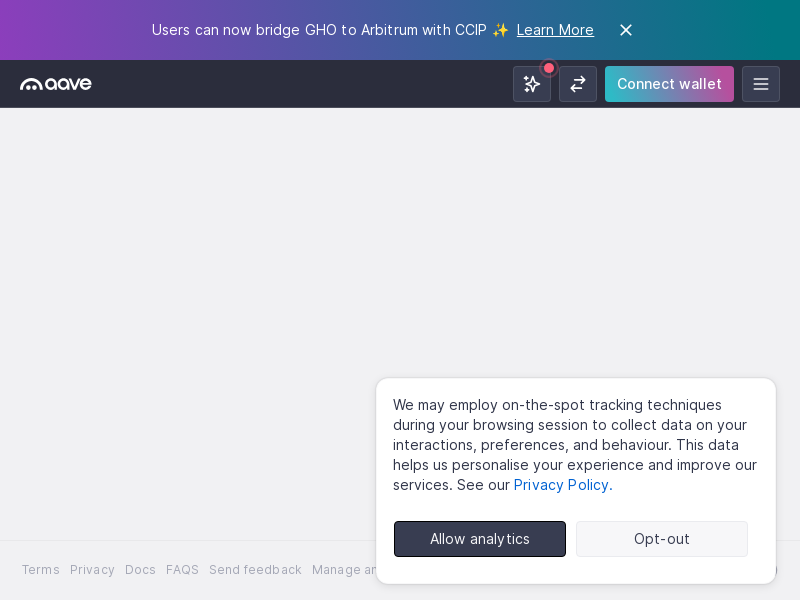 Users can now bridge GHO to Arbitrum with CCIP ✨ Learn More
aave
Connect wallet
We may employ on-the-spot tracking techniques
during your browsing session to collect data on your
interactions, preferences, and behaviour. This data
helps us personalise your experience and improve our
services. See our Privacy Policy.
Allow analytics Opt-out
Terms Privacy Docs FAQS Send feedback Manage